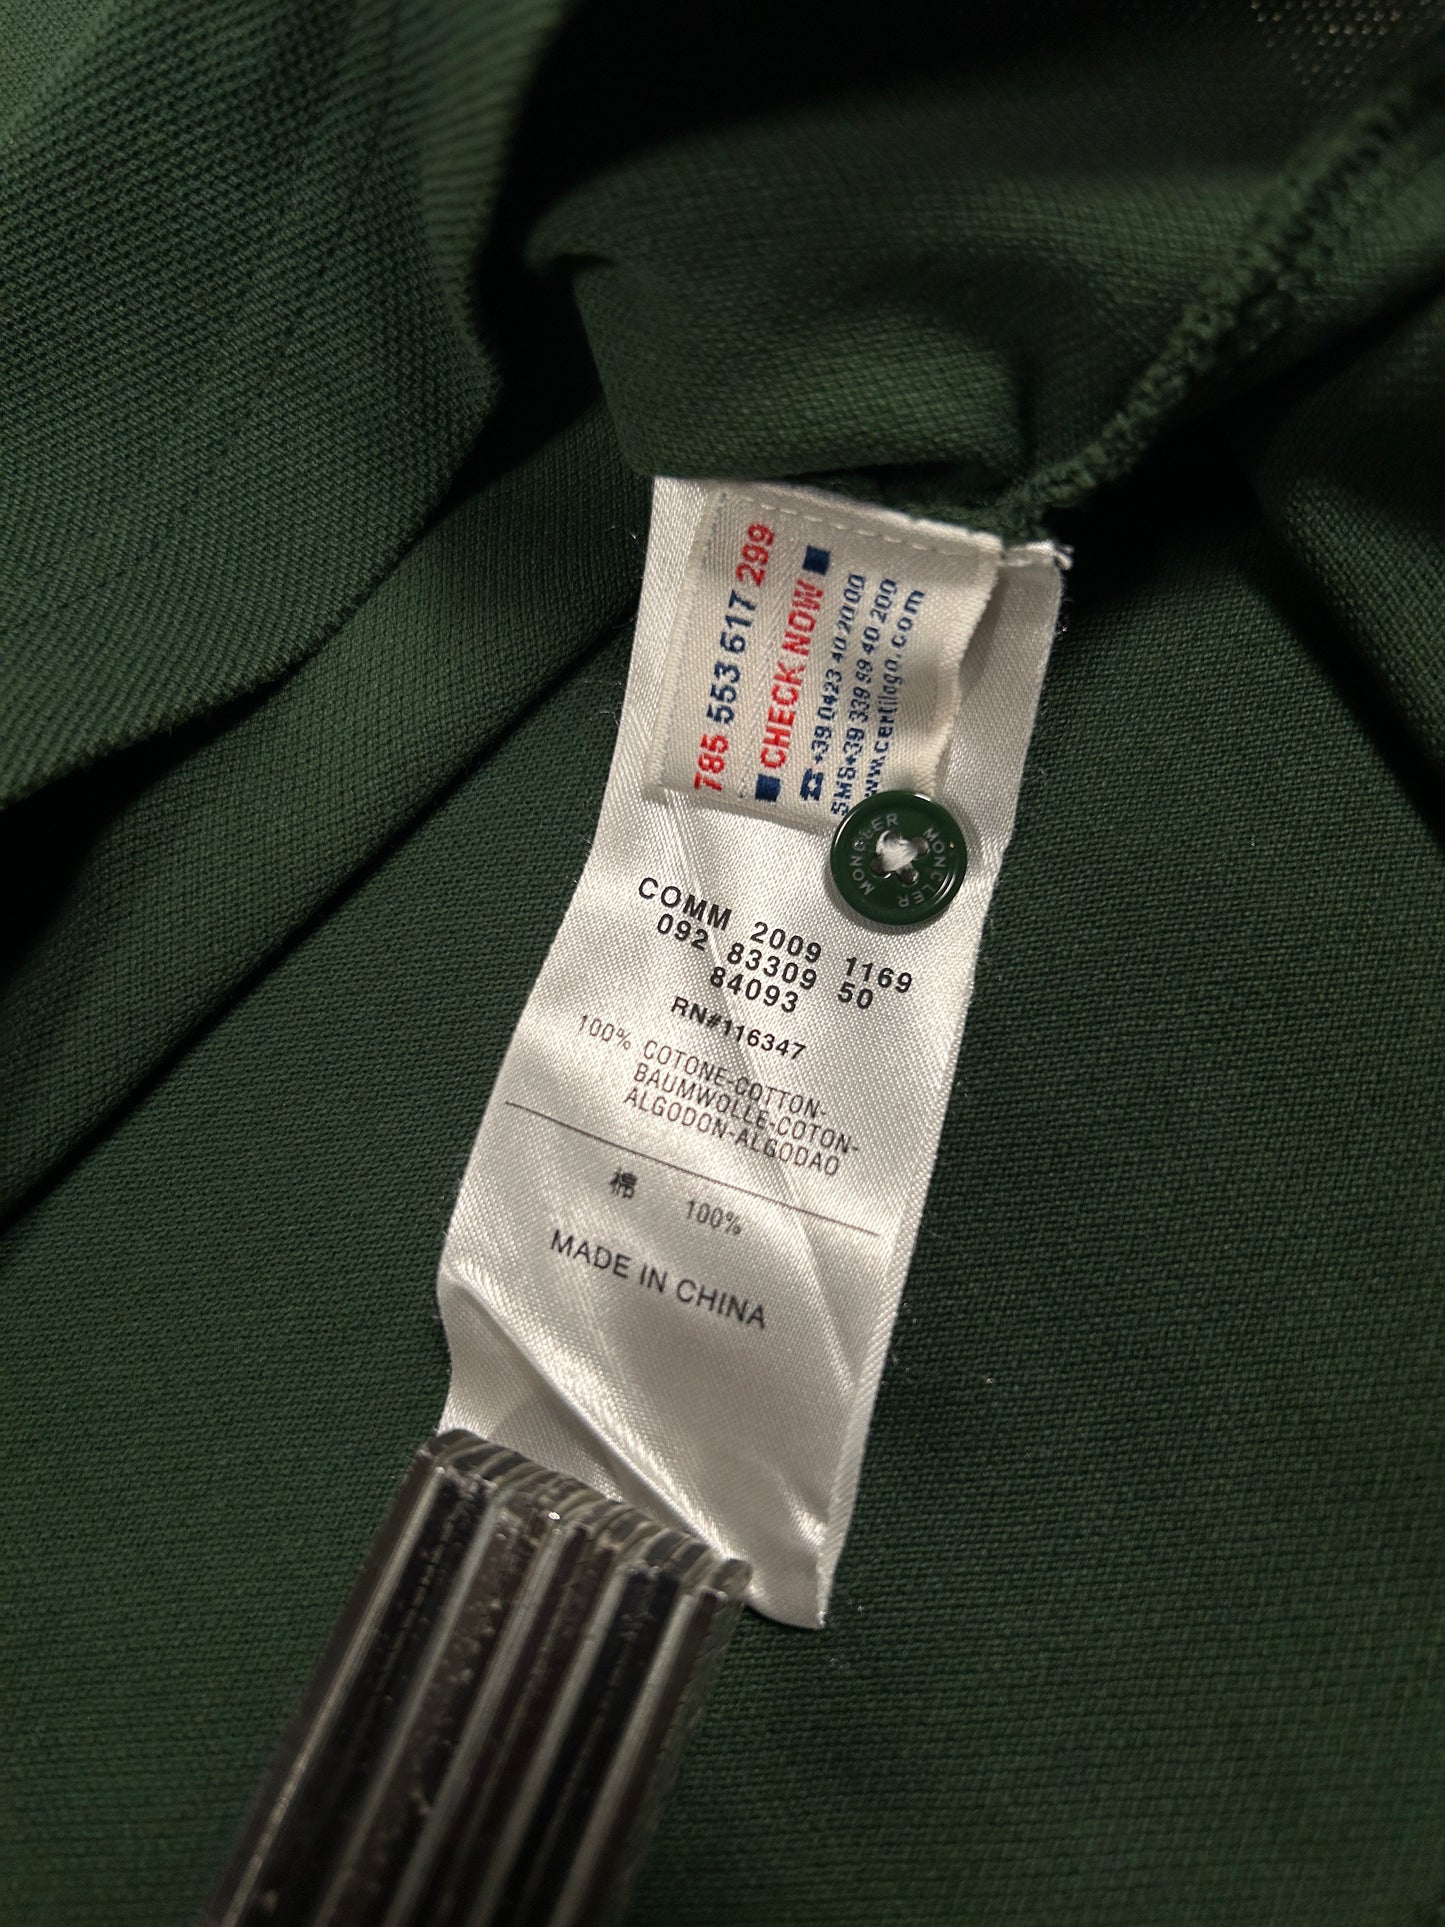 785 553 617 299
CHECK NOW
+39 0423 40 20 00
SMS+39 339 99 40 200
www.certilogo.com
MONCLER MONCLER
COMM 2009 1169
092 83309 50
84093
RN#116347
100% COTONE-COTTON-
BAUMWOLLE-COTON-
ALGODON-ALGODAO
棉 100%
MADE IN CHINA